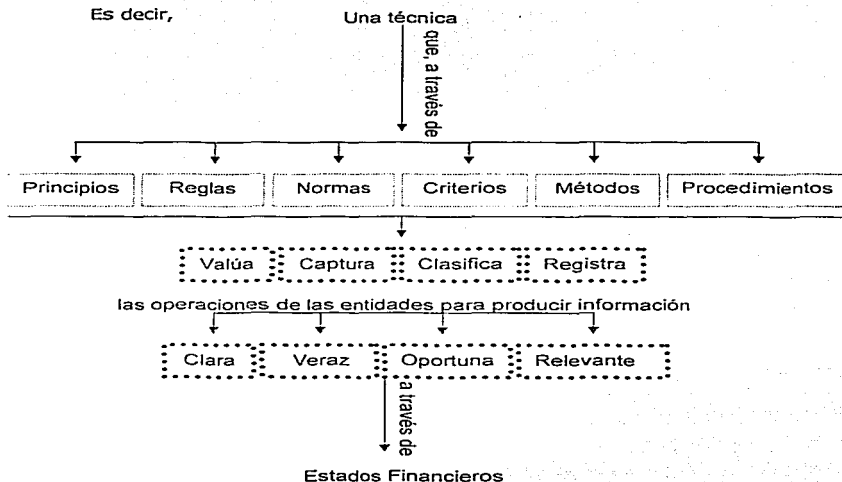 Es decir,
Una técnica
que, a través de
Principios Reglas Normas Criterios Métodos Procedimientos
Valúa Captura Clasifica Registra
las operaciones de las entidades para producir información
Clara Veraz Oportuna Relevante
a través de
Estados Financieros